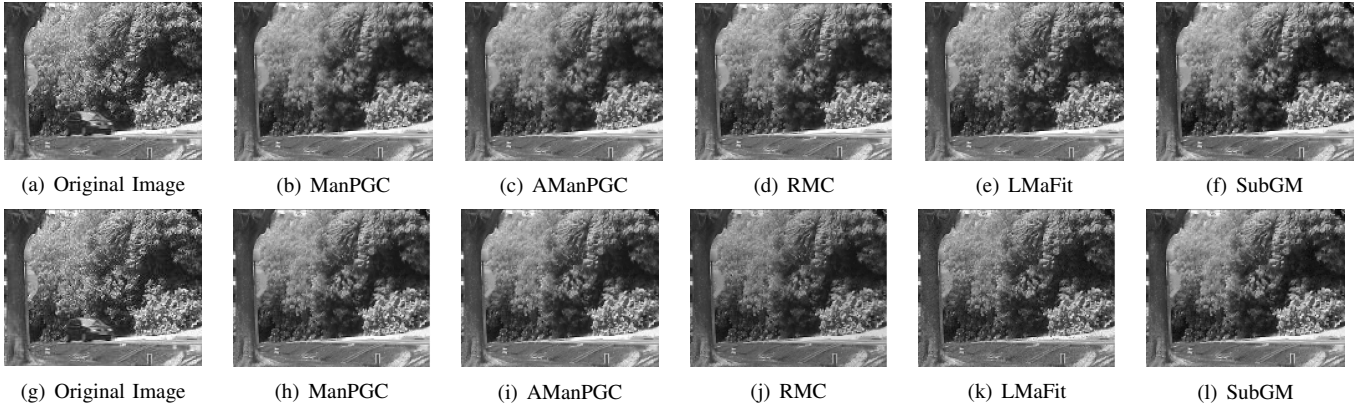 (a) Original Image (b) ManPGC (c) AManPGC (d) RMC (e) LMaFit (f) SubGM
(g) Original Image (h) ManPGC (i) AManPGC (j) RMC (k) LMaFit (l) SubGM